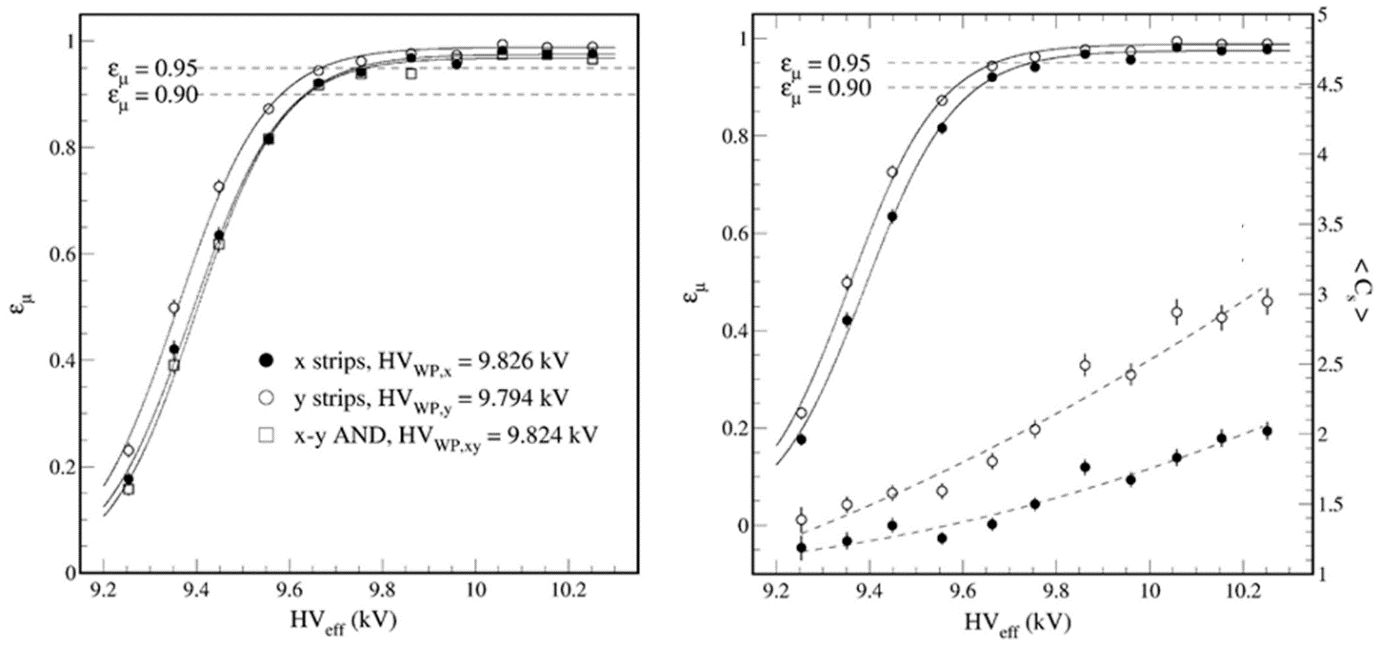 1
0.8
0.6
0.4
0.2
0
ε_μ
ε_μ = 0.95
ε_μ = 0.90
x strips, HV_WP,x = 9.826 kV
y strips, HV_WP,y = 9.794 kV
x-y AND, HV_WP,xy = 9.824 kV
9.2 9.4 9.6 9.8 10 10.2
HV_eff (kV)
1
0.8
0.6
0.4
0.2
0
ε_μ
ε_μ = 0.95
ε_μ = 0.90
5
4.5
4
3.5
3
2.5
2
1.5
1
< C_s >
9.2 9.4 9.6 9.8 10 10.2
HV_eff (kV)